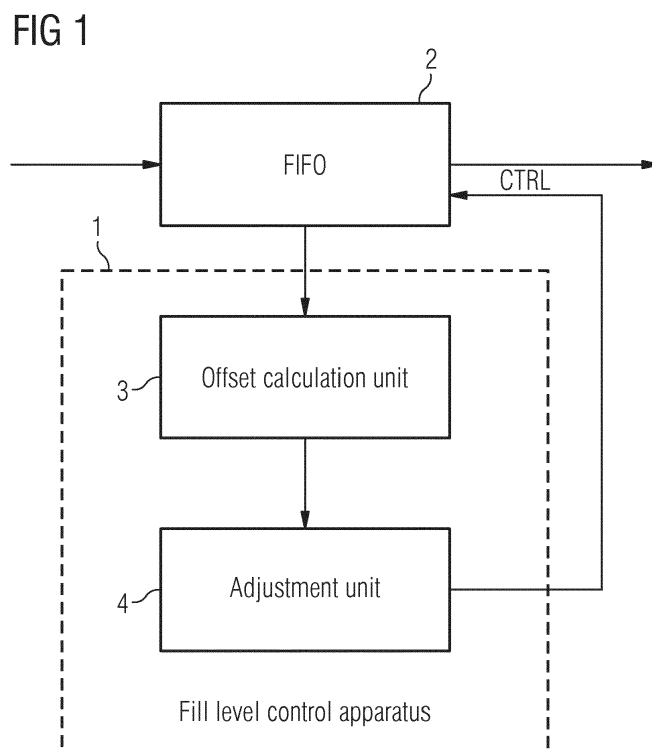 FIG 1
2
FIFO
CTRL
1
3
Offset calculation unit
4
Adjustment unit
Fill level control apparatus